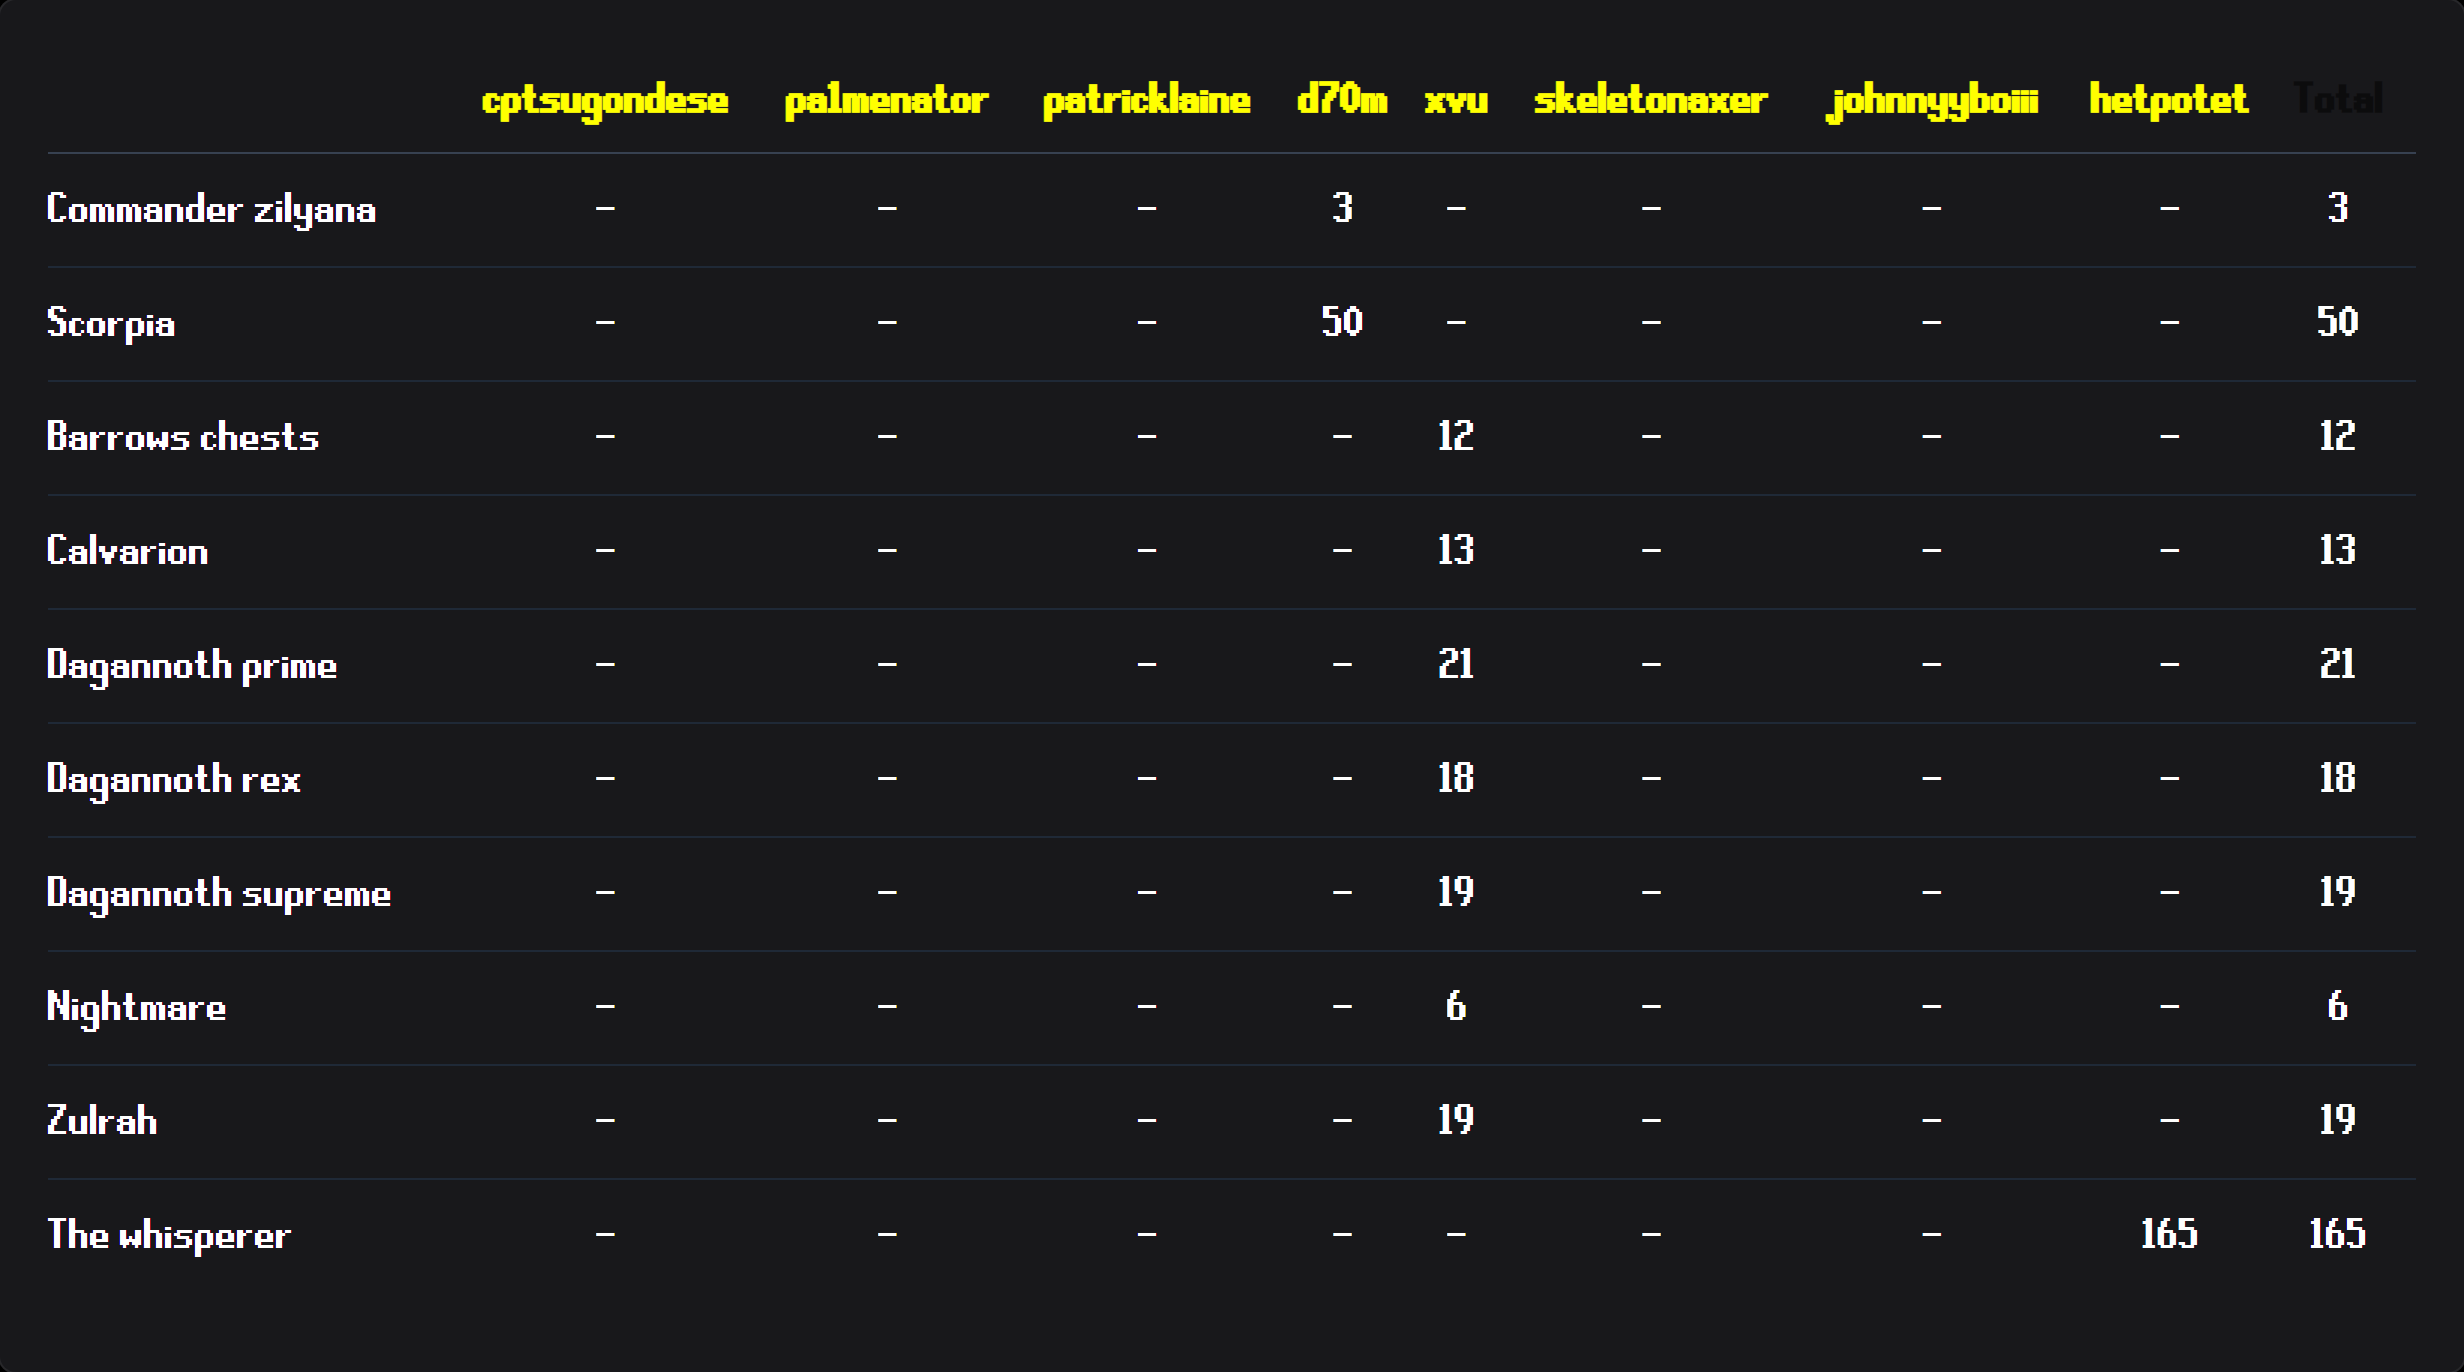 cptsugondese palmenator patricklaine d70m xvu skeletonaxer johnnyyboiii hetpotet Total
Commander zilyana - - - 3 - - - - 3
Scorpia - - - 50 - - - - 50
Barrows chests - - - - 12 - - - 12
Calvarion - - - - 13 - - - 13
Dagannoth prime - - - - 21 - - - 21
Dagannoth rex - - - - 18 - - - 18
Dagannoth supreme - - - - 19 - - - 19
Nightmare - - - - 6 - - - 6
Zulrah - - - - 19 - - - 19
The whisperer - - - - - - - 165 165